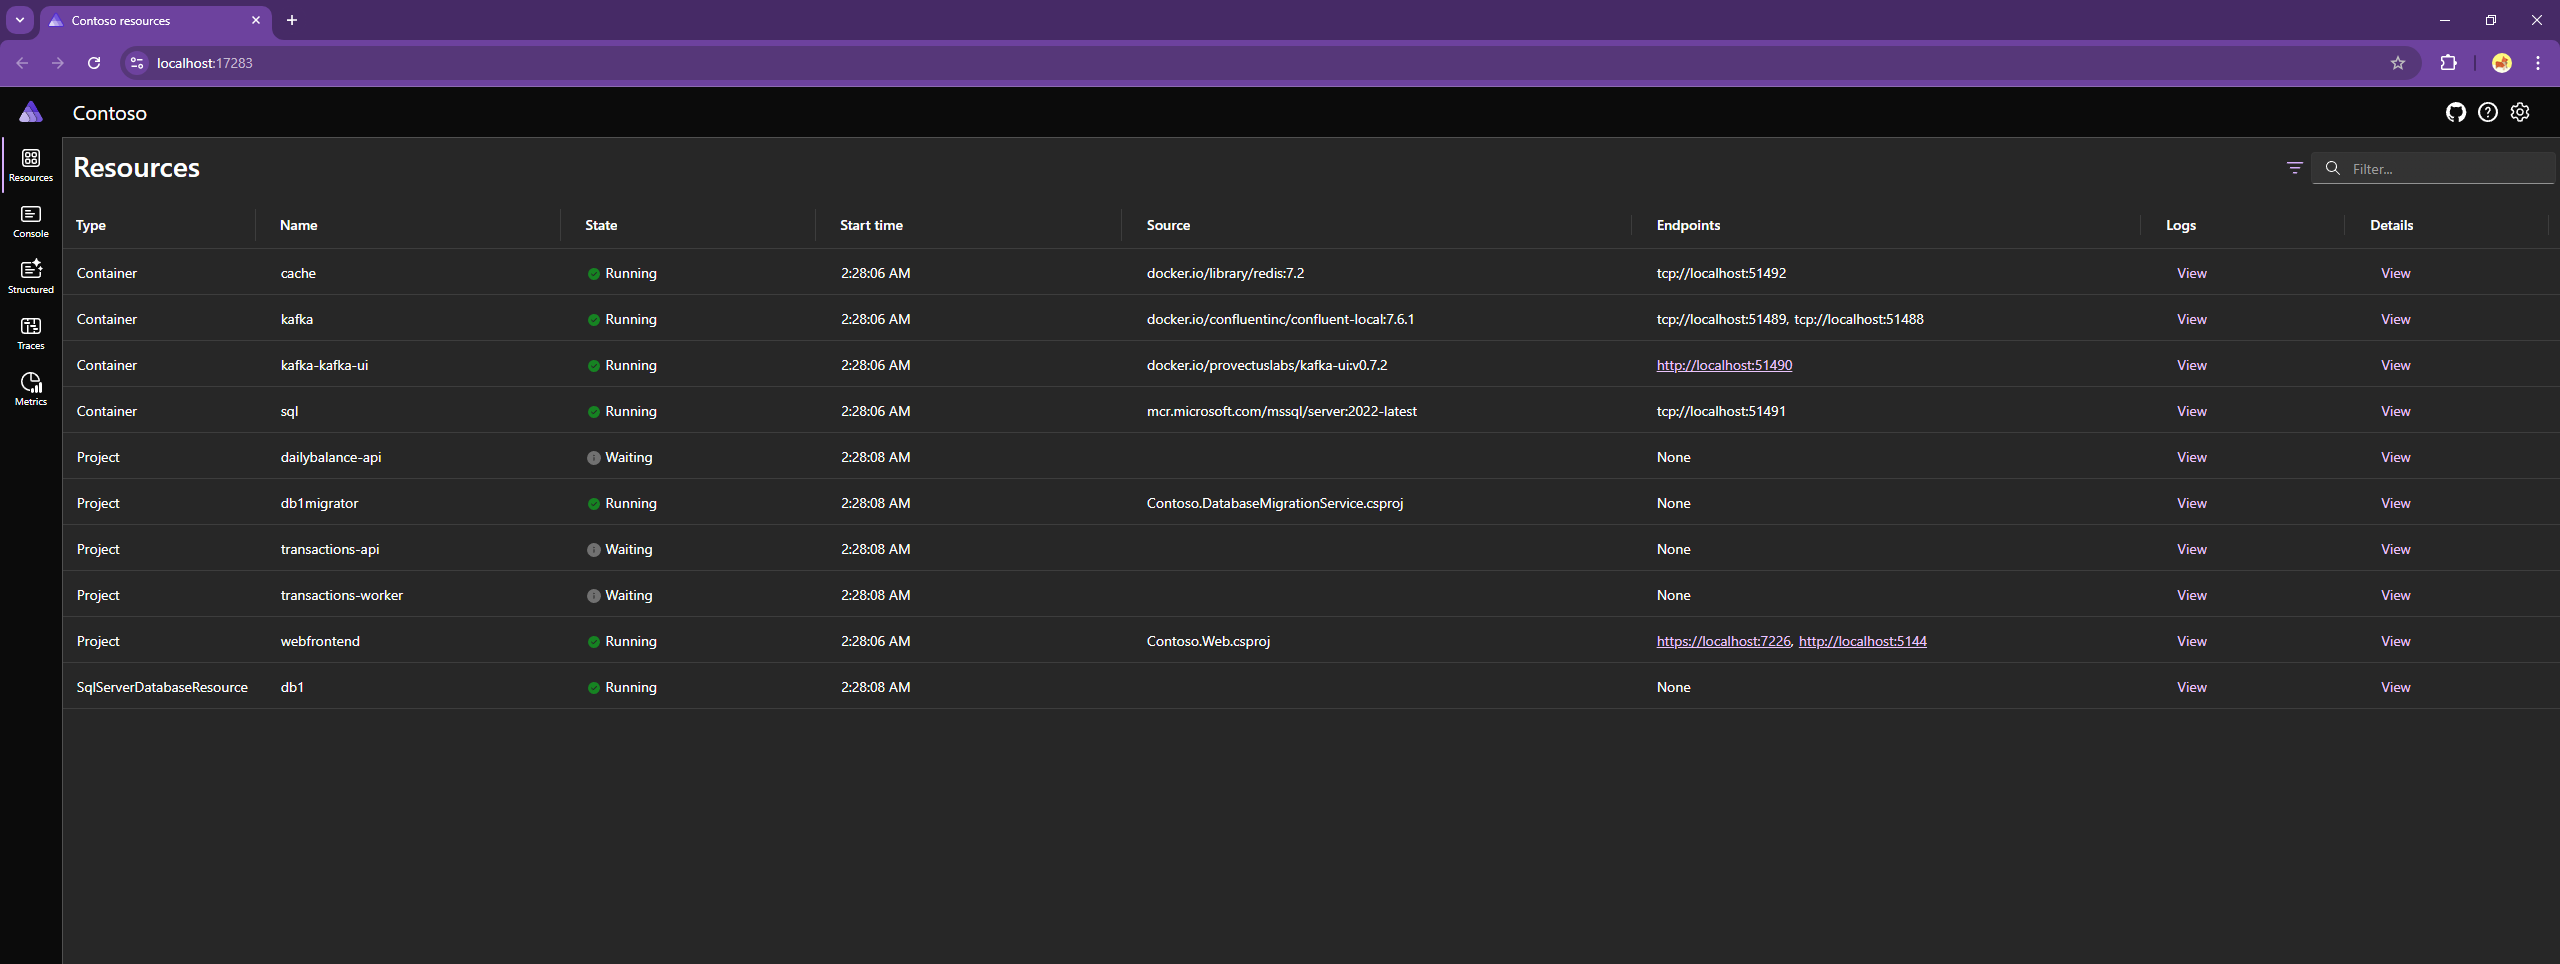 Contoso resources
localhost:17283
Contoso
Resources
Console
Structured
Traces
Metrics
Resources
Filter...
Type Name State Start time Source Endpoints Logs Details
Container cache Running 2:28:06 AM docker.io/library/redis:7.2 tcp://localhost:51492 View View
Container kafka Running 2:28:06 AM docker.io/confluentinc/confluent-local:7.6.1 tcp://localhost:51489, tcp://localhost:51488 View View
Container kafka-kafka-ui Running 2:28:06 AM docker.io/provectuslabs/kafka-ui:v0.7.2 http://localhost:51490 View View
Container sql Running 2:28:06 AM mcr.microsoft.com/mssql/server:2022-latest tcp://localhost:51491 View View
Project dailybalance-api Waiting 2:28:08 AM None View View
Project db1migrator Running 2:28:08 AM Contoso.DatabaseMigrationService.csproj None View View
Project transactions-api Waiting 2:28:08 AM None View View
Project transactions-worker Waiting 2:28:08 AM None View View
Project webfrontend Running 2:28:06 AM Contoso.Web.csproj https://localhost:7226, http://localhost:5144 View View
SqlServerDatabaseResource db1 Running 2:28:08 AM None View View